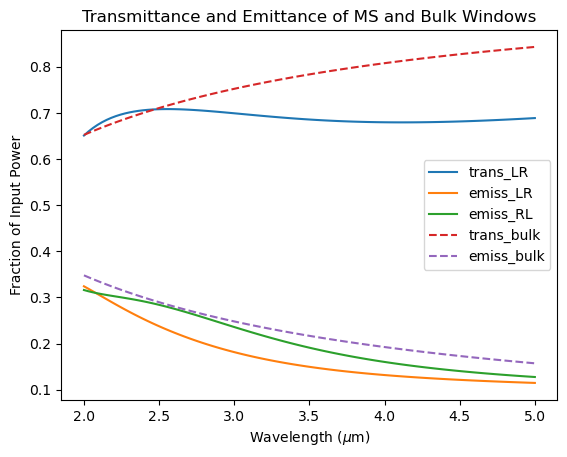 Transmittance and Emittance of MS and Bulk Windows
Fraction of Input Power
0.8
0.7
0.6
0.5
0.4
0.3
0.2
0.1
trans_LR
emiss_LR
emiss_RL
trans_bulk
emiss_bulk
2.0 2.5 3.0 3.5 4.0 4.5 5.0
Wavelength (μm)